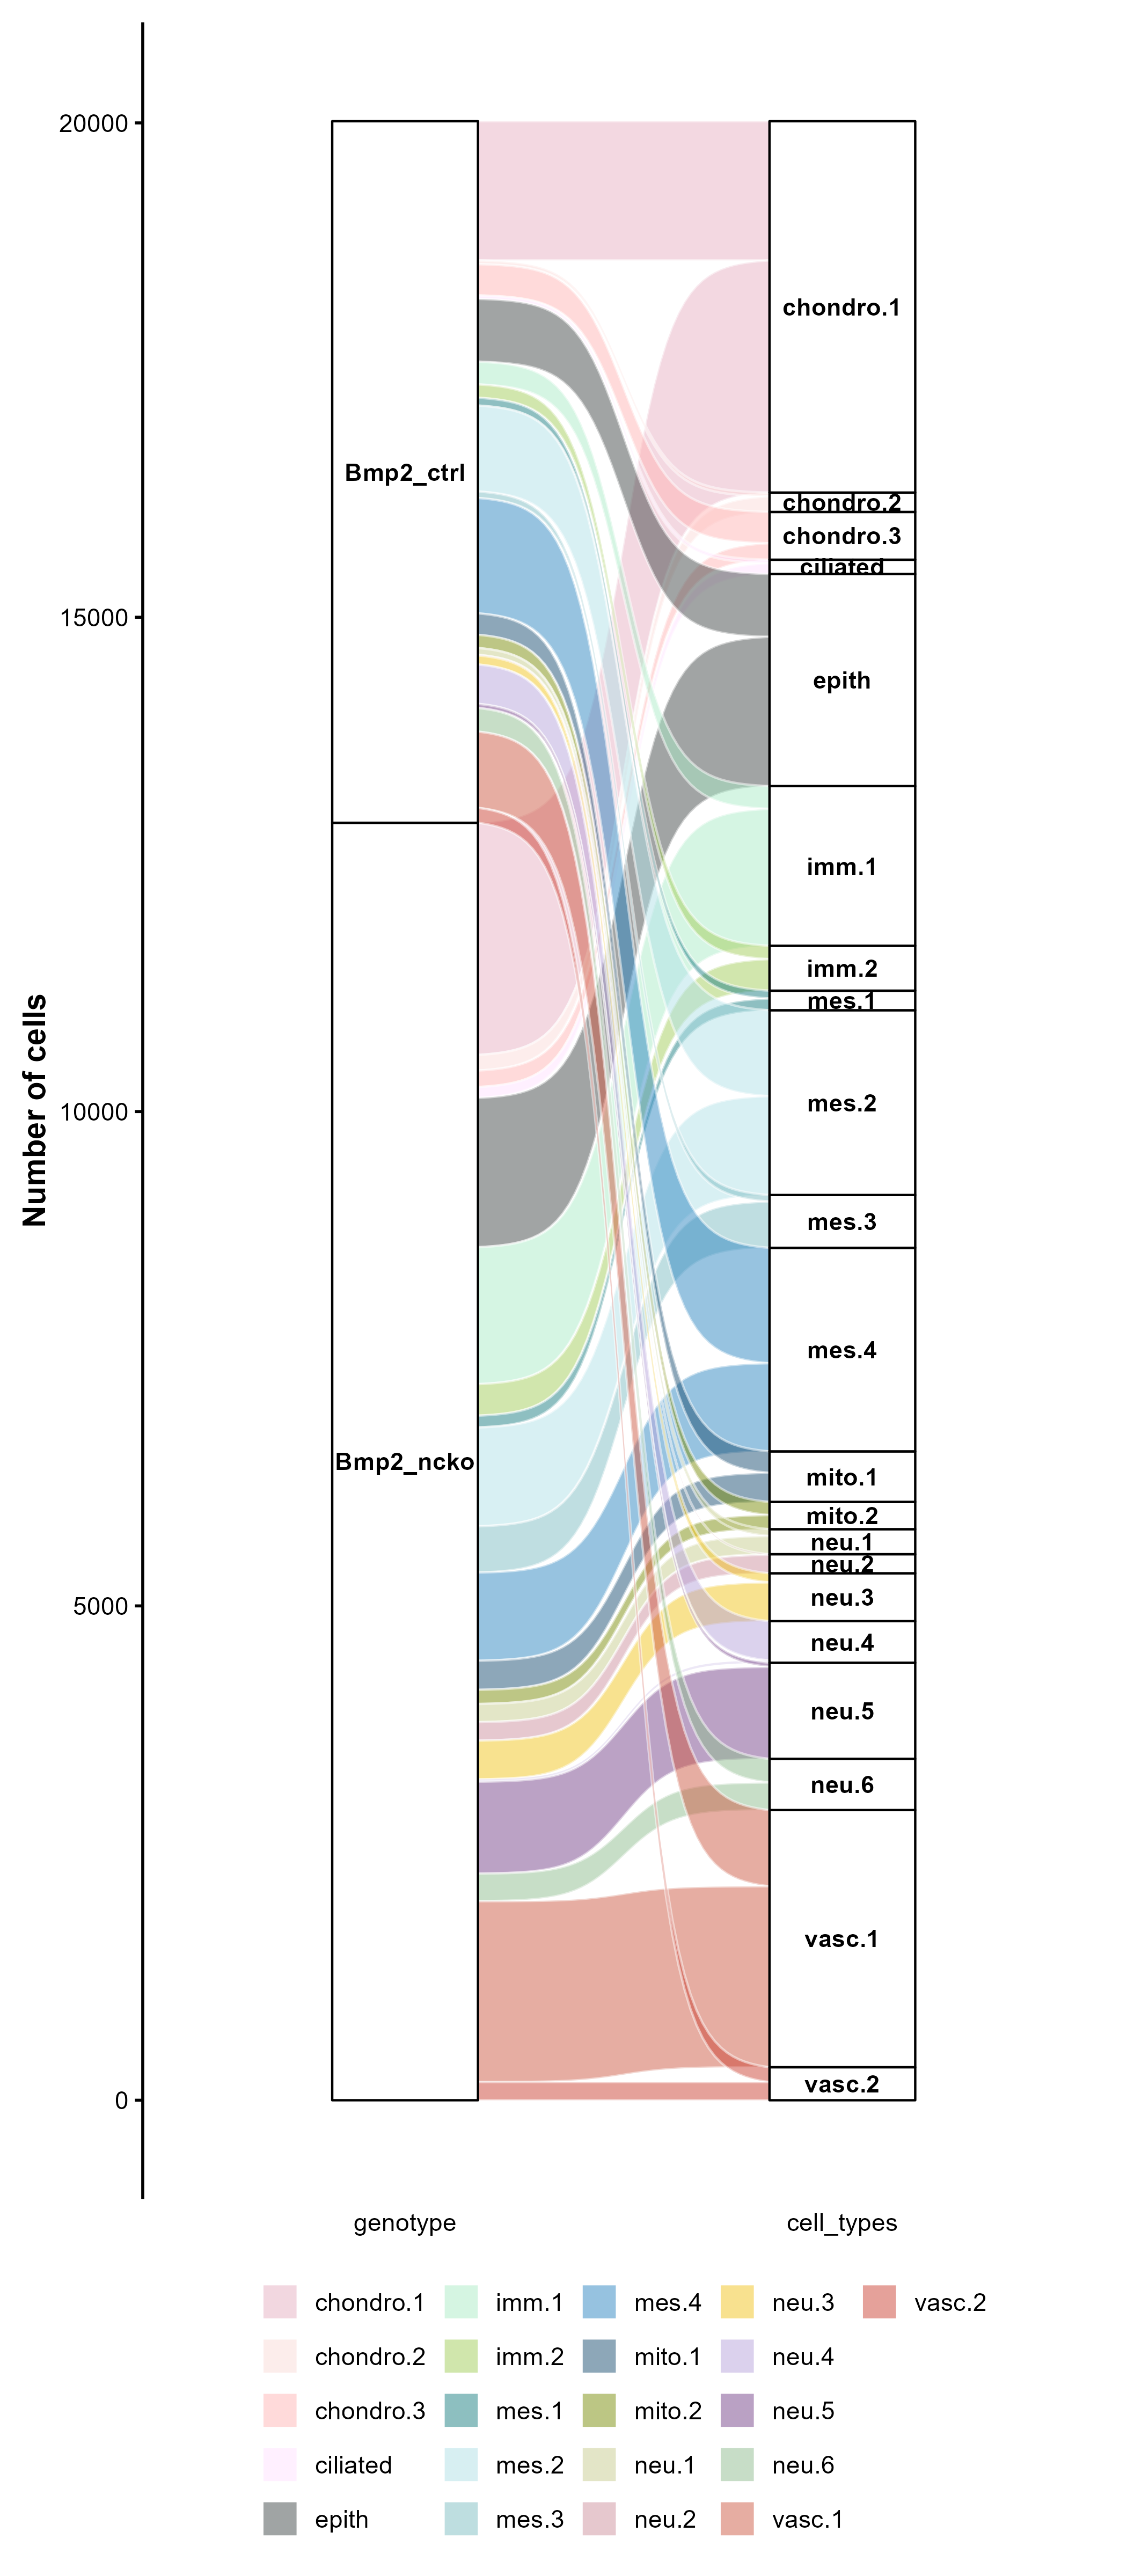 20000
15000
10000
5000
0
Number of cells
Bmp2_ctrl
Bmp2_ncko
chondro.1
chondro.2
chondro.3
ciliated
epith
imm.1
imm.2
mes.1
mes.2
mes.3
mes.4
mito.1
mito.2
neu.1
neu.2
neu.3
neu.4
neu.5
neu.6
vasc.1
vasc.2
genotype
cell_types
chondro.1
chondro.2
chondro.3
ciliated
epith
imm.1
imm.2
mes.1
mes.2
mes.3
mes.4
mito.1
mito.2
neu.1
neu.2
neu.3
neu.4
neu.5
neu.6
vasc.1
vasc.2